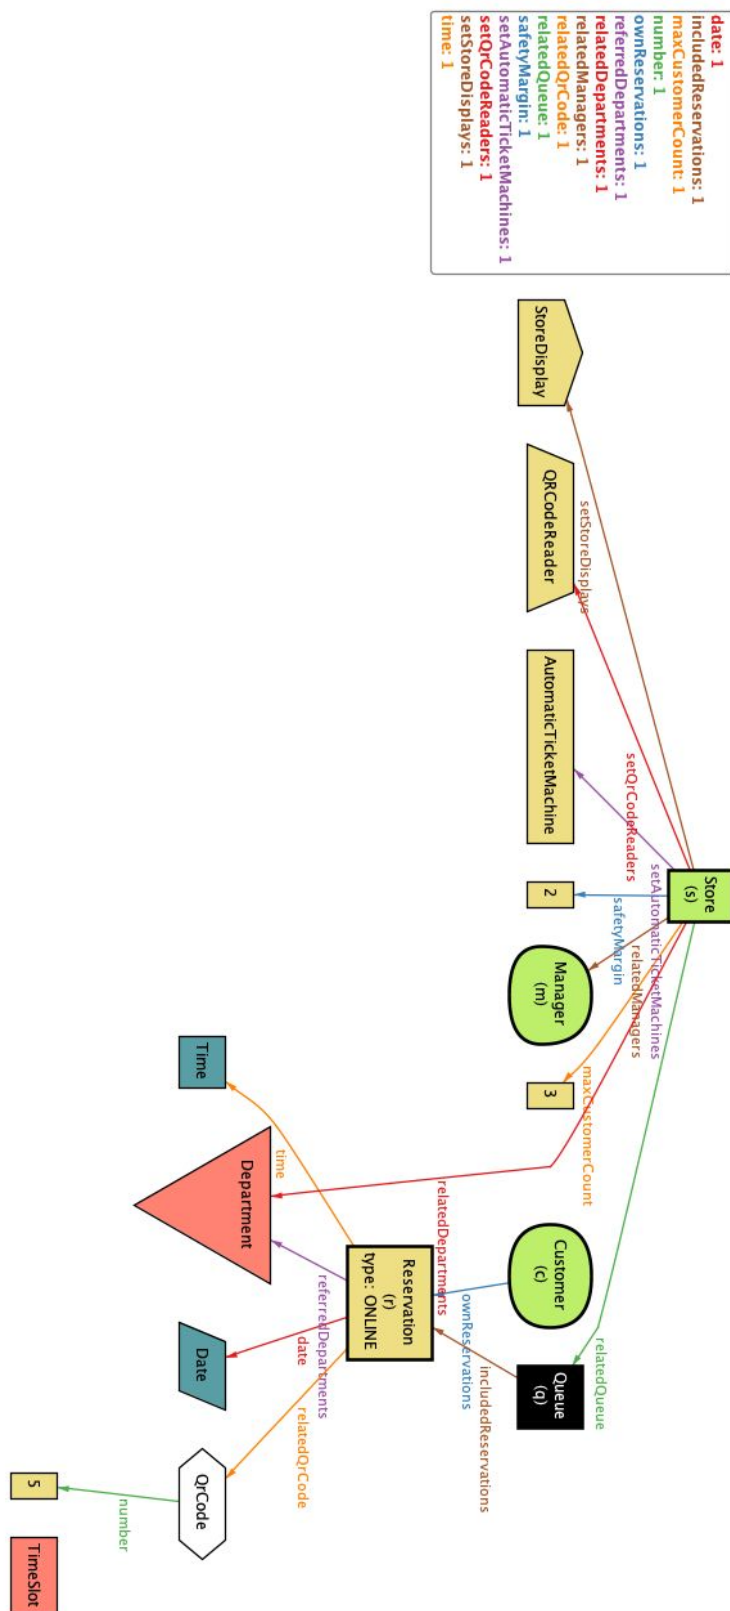 date: 1
includedReservations: 1
maxCustomerCount: 1
number: 1
ownReservations: 1
referredDepartments: 1
relatedDepartments: 1
relatedManagers: 1
relatedQrCode: 1
relatedQueue: 1
safetyMargin: 1
setAutomaticTicketMachines: 1
setQrCodeReaders: 1
setStoreDisplays: 1
time: 1
Store
(s)
setAutomaticTicketMachines
relatedManagers
safetyMargin
setQrCodeReaders
setStoreDisplays
maxCustomerCount
relatedQueue
StoreDisplay
QRCodeReader
AutomaticTicketMachine
2
Manager
(m)
3
Customer
(c)
Queue
(q)
includedReservations
ownReservations
relatedDepartments
Reservation
(r)
type: ONLINE
time
referredDepartments
date
relatedQrCode
Time
Department
Date
QrCode
number
5
TimeSlot